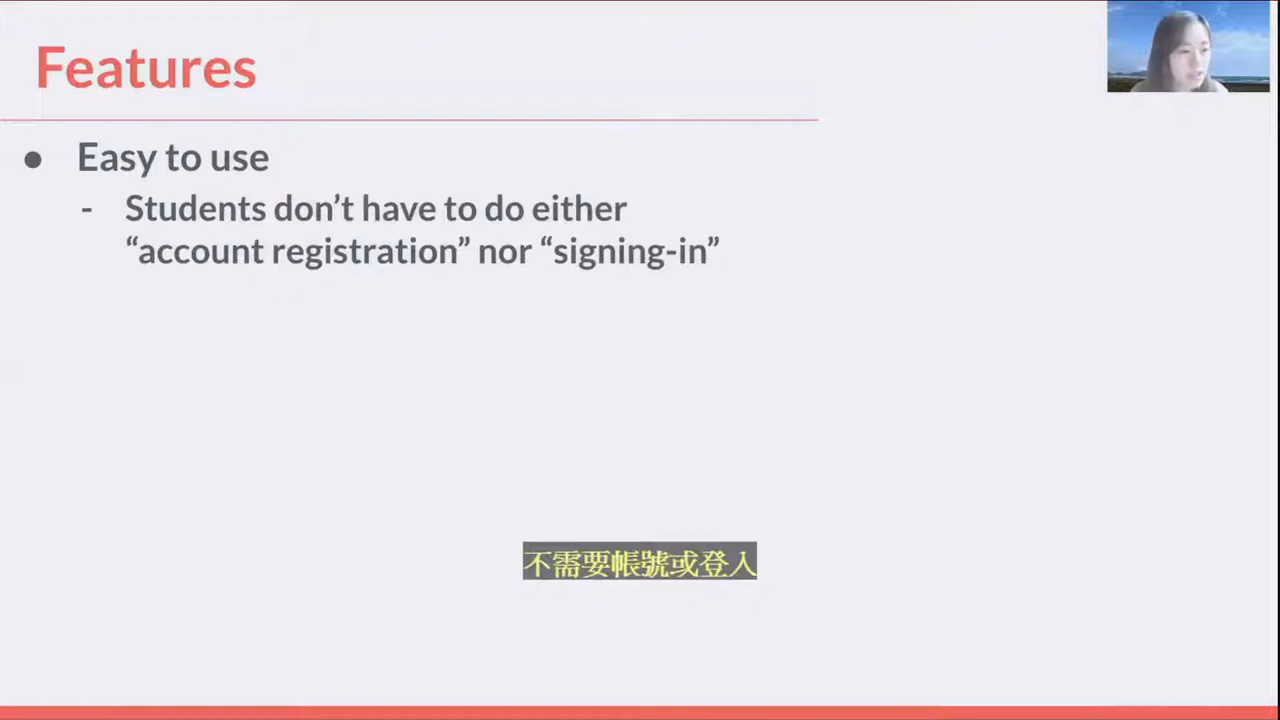 Features
● Easy to use
- Students don’t have to do either
“account registration” nor “signing-in”
不需要帳號或登入